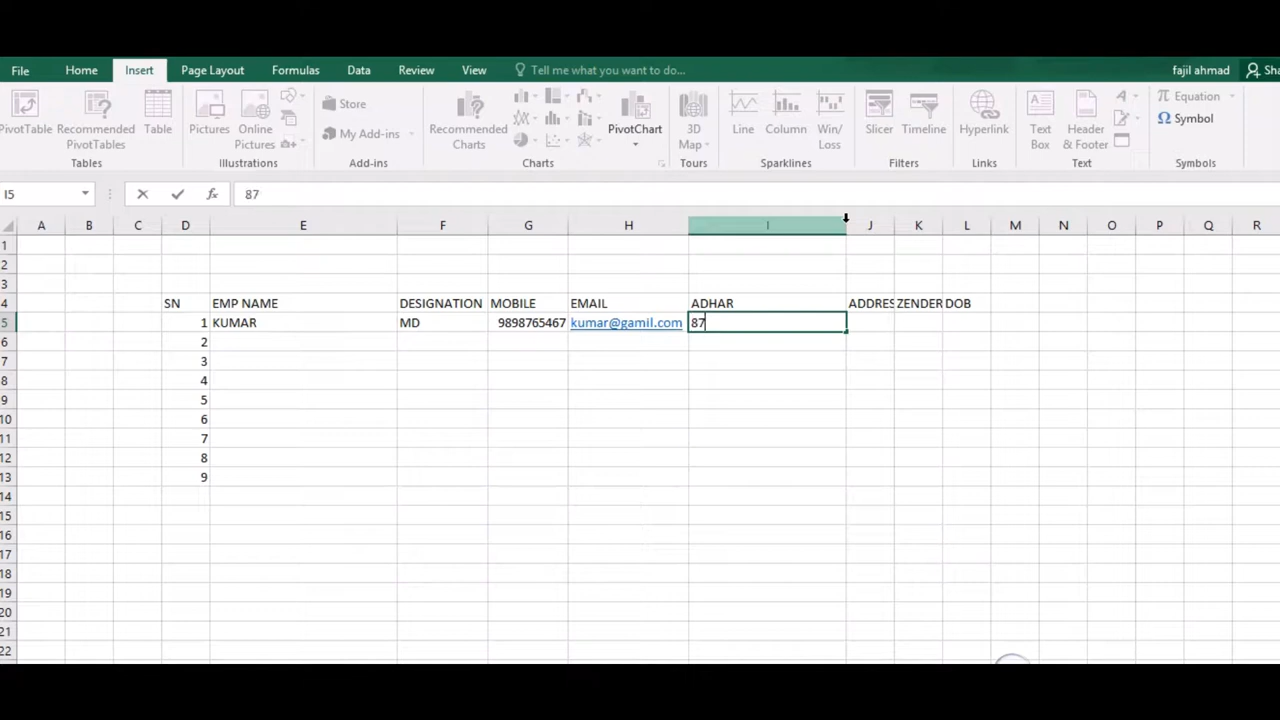 File Home Insert Page Layout Formulas Data Review View Tell me what you want to do... fajil ahmad Sha
PivotTable Recommended PivotTables Table Pictures Online Pictures Store My Add-ins Recommended Charts PivotChart 3D Map Line Column Win/Loss Slicer Timeline Hyperlink Text Box Header & Footer Equation Symbol
Tables Illustrations Add-ins Charts Tours Sparklines Filters Links Text Symbols
I5 fx 87
A B C D E F G H I J K L M N O P Q R
1
2
3
4 SN EMP NAME DESIGNATION MOBILE EMAIL ADHAR ADDRES ZENDER DOB
5 1 KUMAR MD 9898765467 kumar@gamil.com 87
6 2
7 3
8 4
9 5
10 6
11 7
12 8
13 9
14
15
16
17
18
19
20
21
22